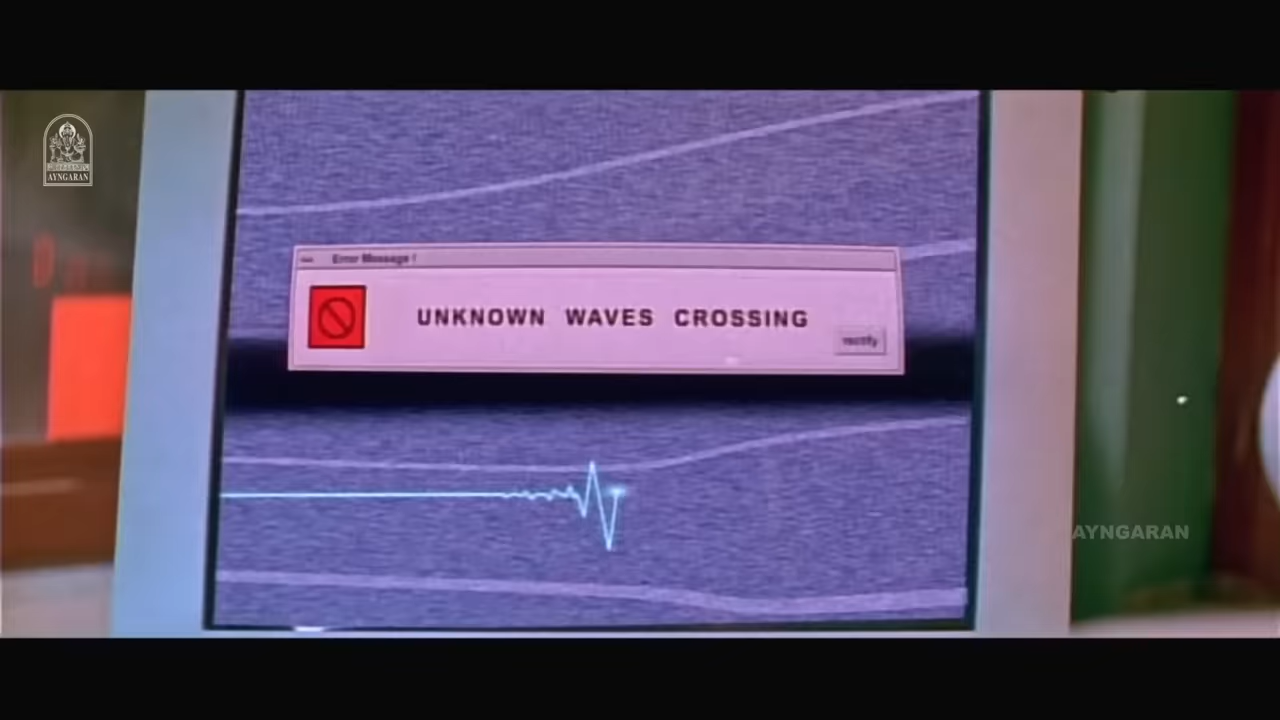 AYNGARAN
Error Message !
UNKNOWN WAVES CROSSING
rectify
AYNGARAN